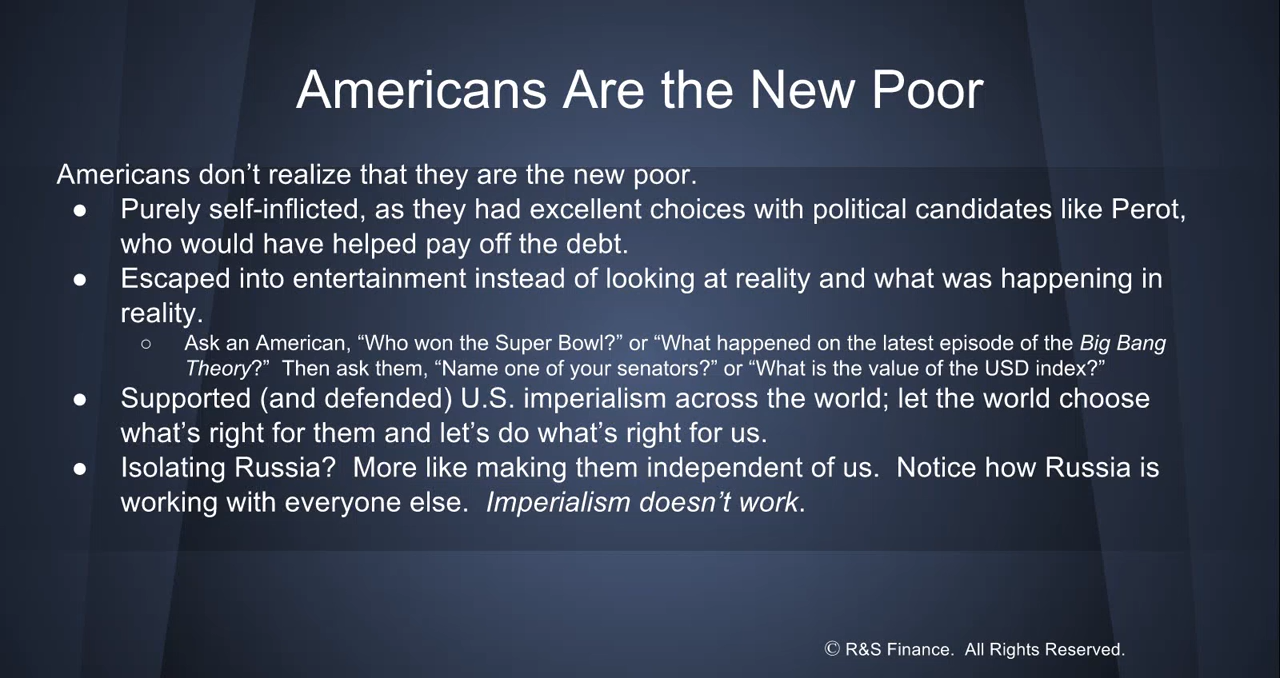 Americans Are the New Poor
Americans don’t realize that they are the new poor.
● Purely self-inflicted, as they had excellent choices with political candidates like Perot,
who would have helped pay off the debt.
● Escaped into entertainment instead of looking at reality and what was happening in
reality.
○ Ask an American, “Who won the Super Bowl?” or “What happened on the latest episode of the Big Bang
Theory?”  Then ask them, “Name one of your senators?” or “What is the value of the USD index?”
● Supported (and defended) U.S. imperialism across the world; let the world choose
what’s right for them and let’s do what’s right for us.
● Isolating Russia?  More like making them independent of us.  Notice how Russia is
working with everyone else.  Imperialism doesn’t work.
© R&S Finance.  All Rights Reserved.